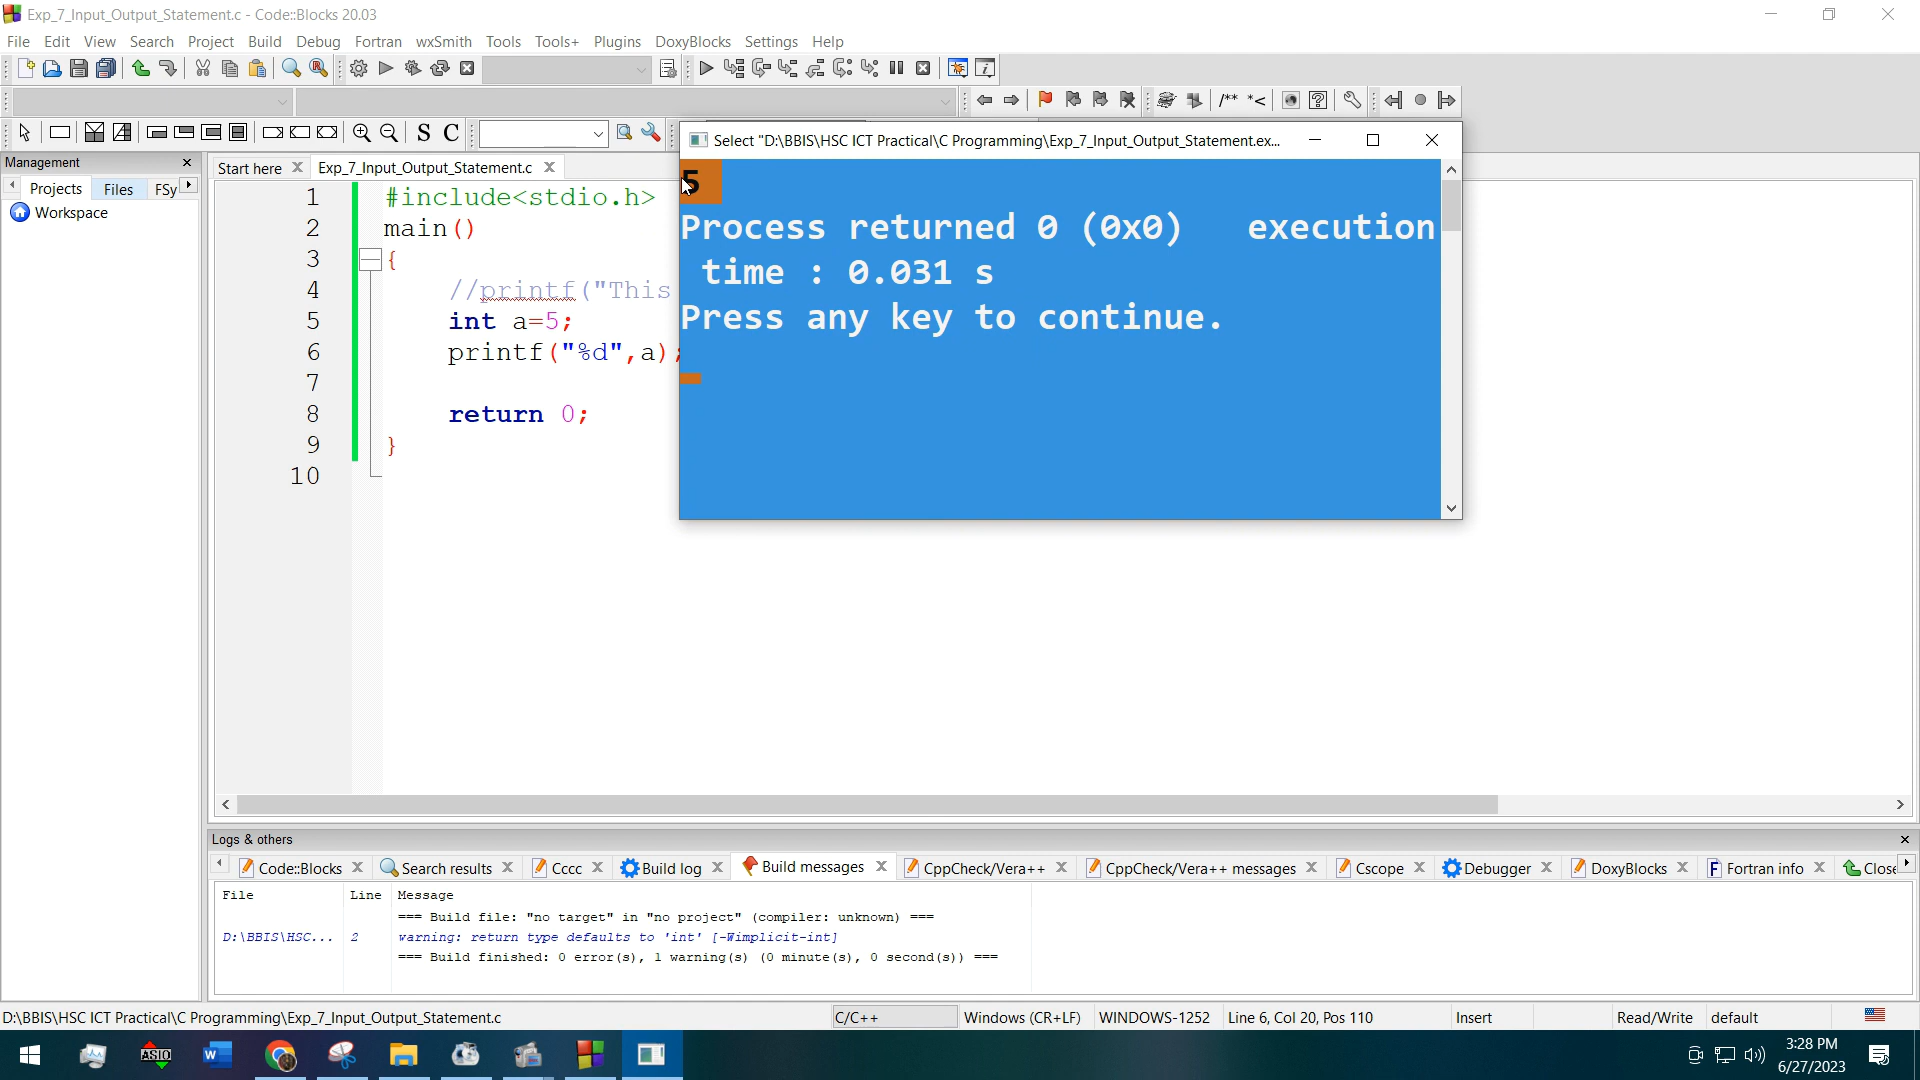 Exp_7_Input_Output_Statement.c - Code::Blocks 20.03
File Edit View Search Project Build Debug Fortran wxSmith Tools Tools+ Plugins DoxyBlocks Settings Help
/** *<
S C
Management
Projects Files FSy
Workspace
Start here Exp_7_Input_Output_Statement.c
1 #include<stdio.h>
2 main()
3 {
4 //printf("This
5 int a=5;
6 printf("%d",a);
7
8 return 0;
9 }
10
Select "D:\BBIS\HSC ICT Practical\C Programming\Exp_7_Input_Output_Statement.ex...
5
Process returned 0 (0x0)   execution
time : 0.031 s
Press any key to continue.
Logs & others
Code::Blocks Search results Cccc Build log Build messages CppCheck/Vera++ CppCheck/Vera++ messages Cscope Debugger DoxyBlocks Fortran info Close
File Line Message
=== Build file: "no target" in "no project" (compiler: unknown) ===
D:\BBIS\HSC... 2 warning: return type defaults to 'int' [-Wimplicit-int]
=== Build finished: 0 error(s), 1 warning(s) (0 minute(s), 0 second(s)) ===
D:\BBIS\HSC ICT Practical\C Programming\Exp_7_Input_Output_Statement.c C/C++ Windows (CR+LF) WINDOWS-1252 Line 6, Col 20, Pos 110 Insert Read/Write default
ASIO
3:28 PM
6/27/2023